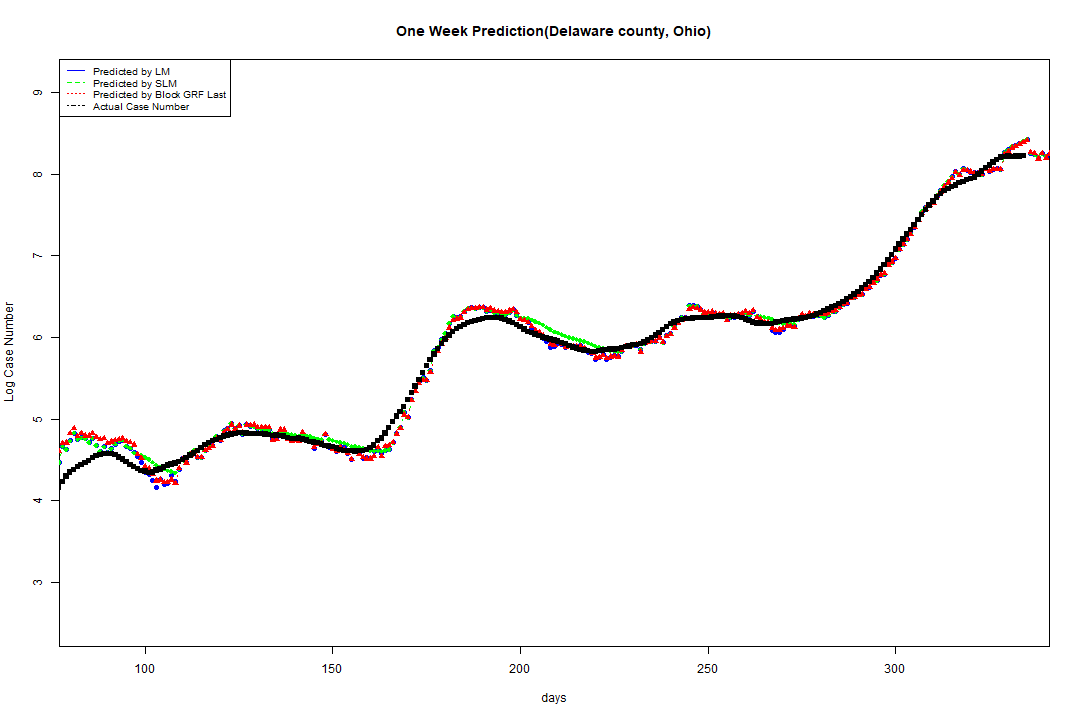 One Week Prediction(Delaware county, Ohio)
Predicted by LM
Predicted by SLM
Predicted by Block GRF Last
Actual Case Number
9
8
7
6
5
4
3
Log Case Number
100 150 200 250 300
days